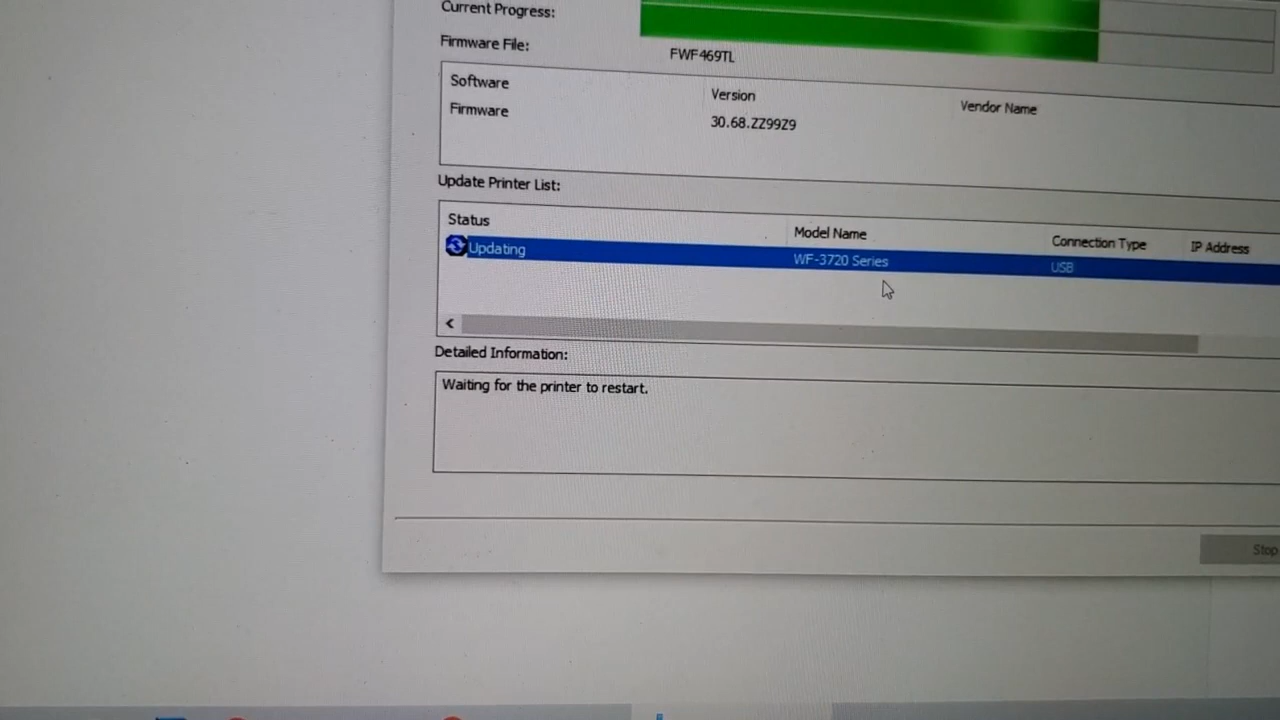 Current Progress:
Firmware File:
FWF469TL
Software Version Vendor Name
Firmware 30.68.ZZ99Z9
Update Printer List:
Status Model Name Connection Type IP Address
Updating WF-3720 Series USB
Detailed Information:
Waiting for the printer to restart.
Stop